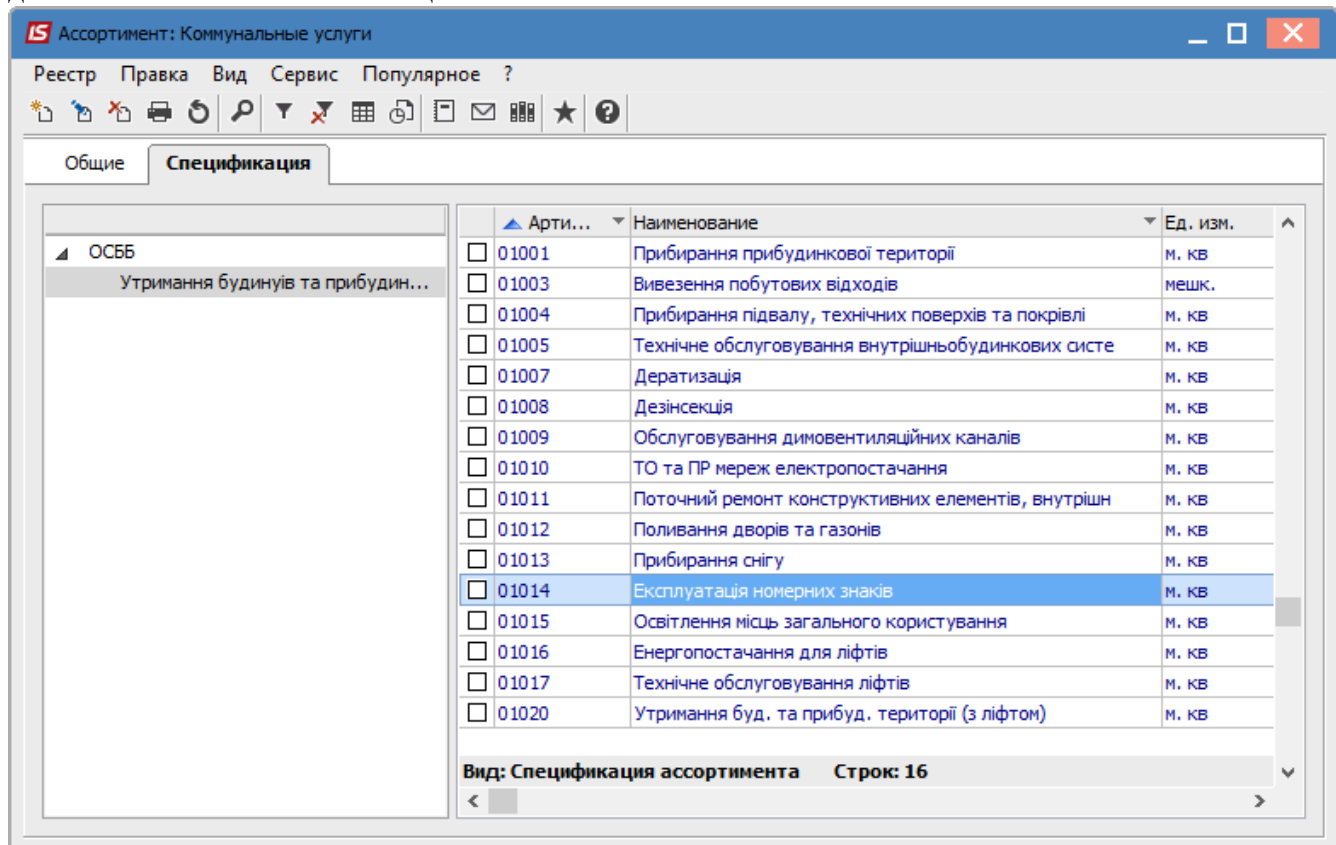 Ассортимент: Коммунальные услуги
Реестр Правка Вид Сервис Популярное ?
Общие Спецификация
Арти... Наименование Ед. изм.
ОСББ
Утримання будинуїв та прибудин...
01001 Прибирання прибудинкової території м. кв
01003 Вивезення побутових відходів мешк.
01004 Прибирання підвалу, технічних поверхів та покрівлі м. кв
01005 Технічне обслуговування внутрішньобудинкових систе м. кв
01007 Дератизація м. кв
01008 Дезінсекція м. кв
01009 Обслуговування димовентиляційних каналів м. кв
01010 ТО та ПР мереж електропостачання м. кв
01011 Поточний ремонт конструктивних елементів, внутрішн м. кв
01012 Поливання дворів та газонів м. кв
01013 Прибирання снігу м. кв
01014 Експлуатація номерних знаків м. кв
01015 Освітлення місць загального користування м. кв
01016 Енергопостачання для ліфтів м. кв
01017 Технічне обслуговування ліфтів м. кв
01020 Утримання буд. та прибуд. території (з ліфтом) м. кв
Вид: Спецификация ассортимента Строк: 16